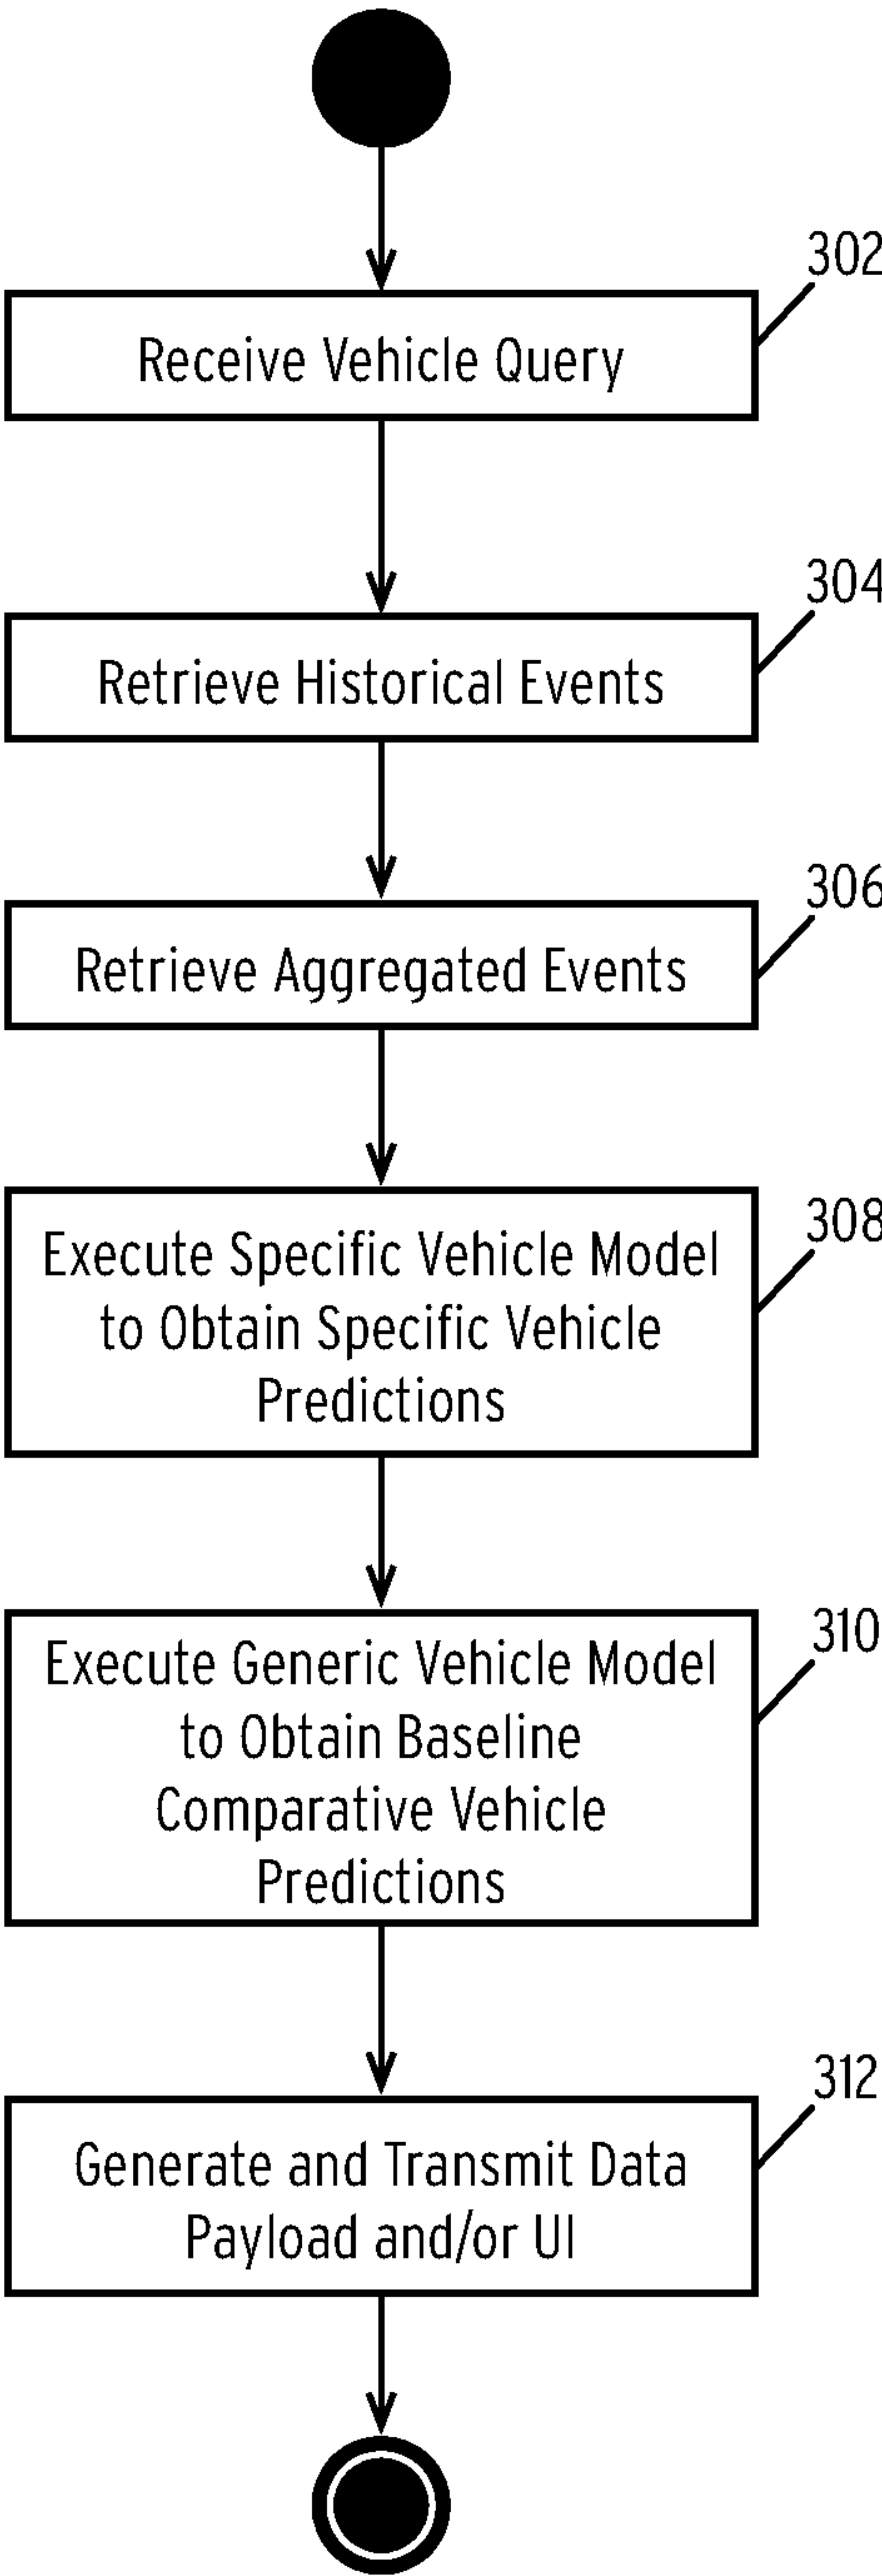 302
Receive Vehicle Query
304
Retrieve Historical Events
306
Retrieve Aggregated Events
308
Execute Specific Vehicle Model
to Obtain Specific Vehicle
Predictions
310
Execute Generic Vehicle Model
to Obtain Baseline
Comparative Vehicle
Predictions
312
Generate and Transmit Data
Payload and/or UI